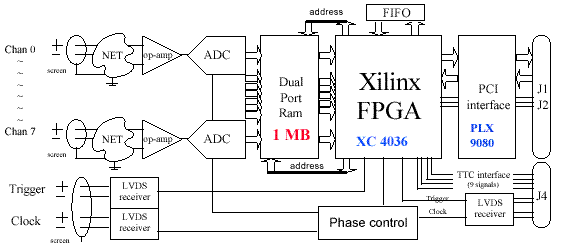 address
FIFO
Chan 0
+
−
screen
NET
op-amp
ADC
~
~
~
~
~
Dual
Port
Ram
1 MB
Xilinx
FPGA
XC 4036
PCI
interface
PLX
9080
J1
J2
Chan 7
+
−
screen
NET
op-amp
ADC
address
TTC interface
(9 signals)
Trigger
+
−
LVDS
receiver
Clock
+
−
LVDS
receiver
screen
Phase control
Trigger
Clock
LVDS
receiver
J4